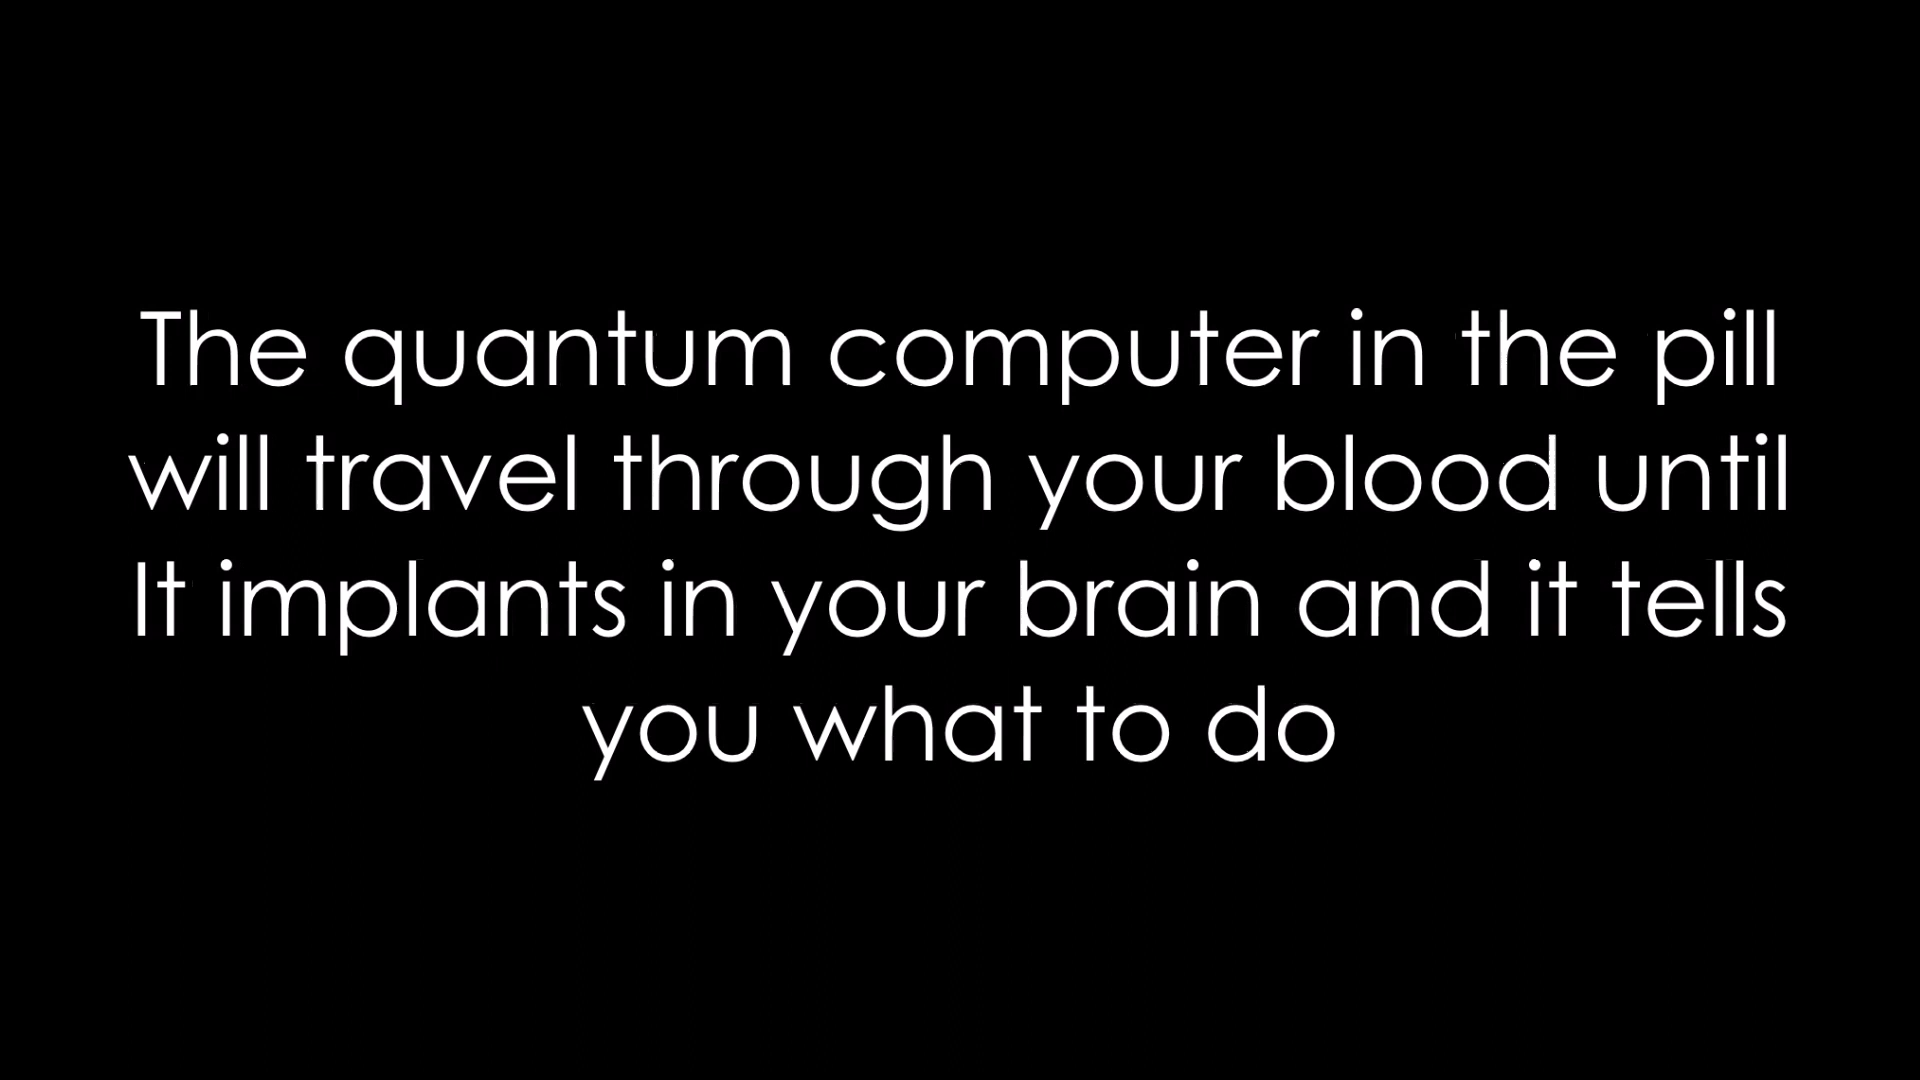 The quantum computer in the pill
will travel through your blood until
It implants in your brain and it tells
you what to do